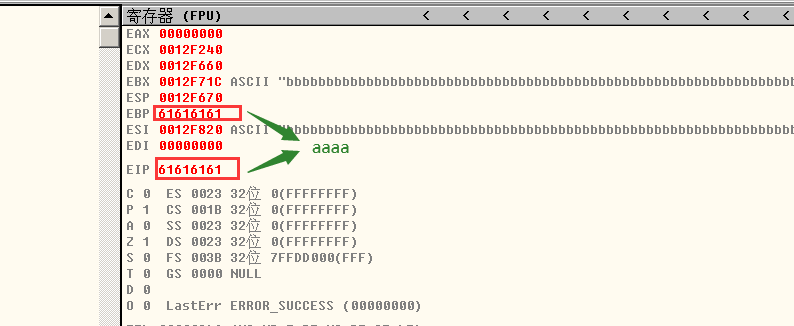 寄存器 (FPU) < < < < < < < < < <
EAX 00000000
ECX 0012F240
EDX 0012F660
EBX 0012F71C ASCII "bbbbbbbbbbbbbbbbbbbbbbbbbbbbbbbbbbbbbbbbbbbbbbbbbbbbbbbbbbbbbbb
ESP 0012F670
EBP 61616161
ESI 0012F820 ASCII "bbbbbbbbbbbbbbbbbbbbbbbbbbbbbbbbbbbbbbbbbbbbbbbbbbbbbbbbbbbbbbb
EDI 00000000
aaaa
EIP 61616161
C 0 ES 0023 32位 0(FFFFFFFF)
P 1 CS 001B 32位 0(FFFFFFFF)
A 0 SS 0023 32位 0(FFFFFFFF)
Z 1 DS 0023 32位 0(FFFFFFFF)
S 0 FS 003B 32位 7FFDD000(FFF)
T 0 GS 0000 NULL
D 0
O 0 LastErr ERROR_SUCCESS (00000000)